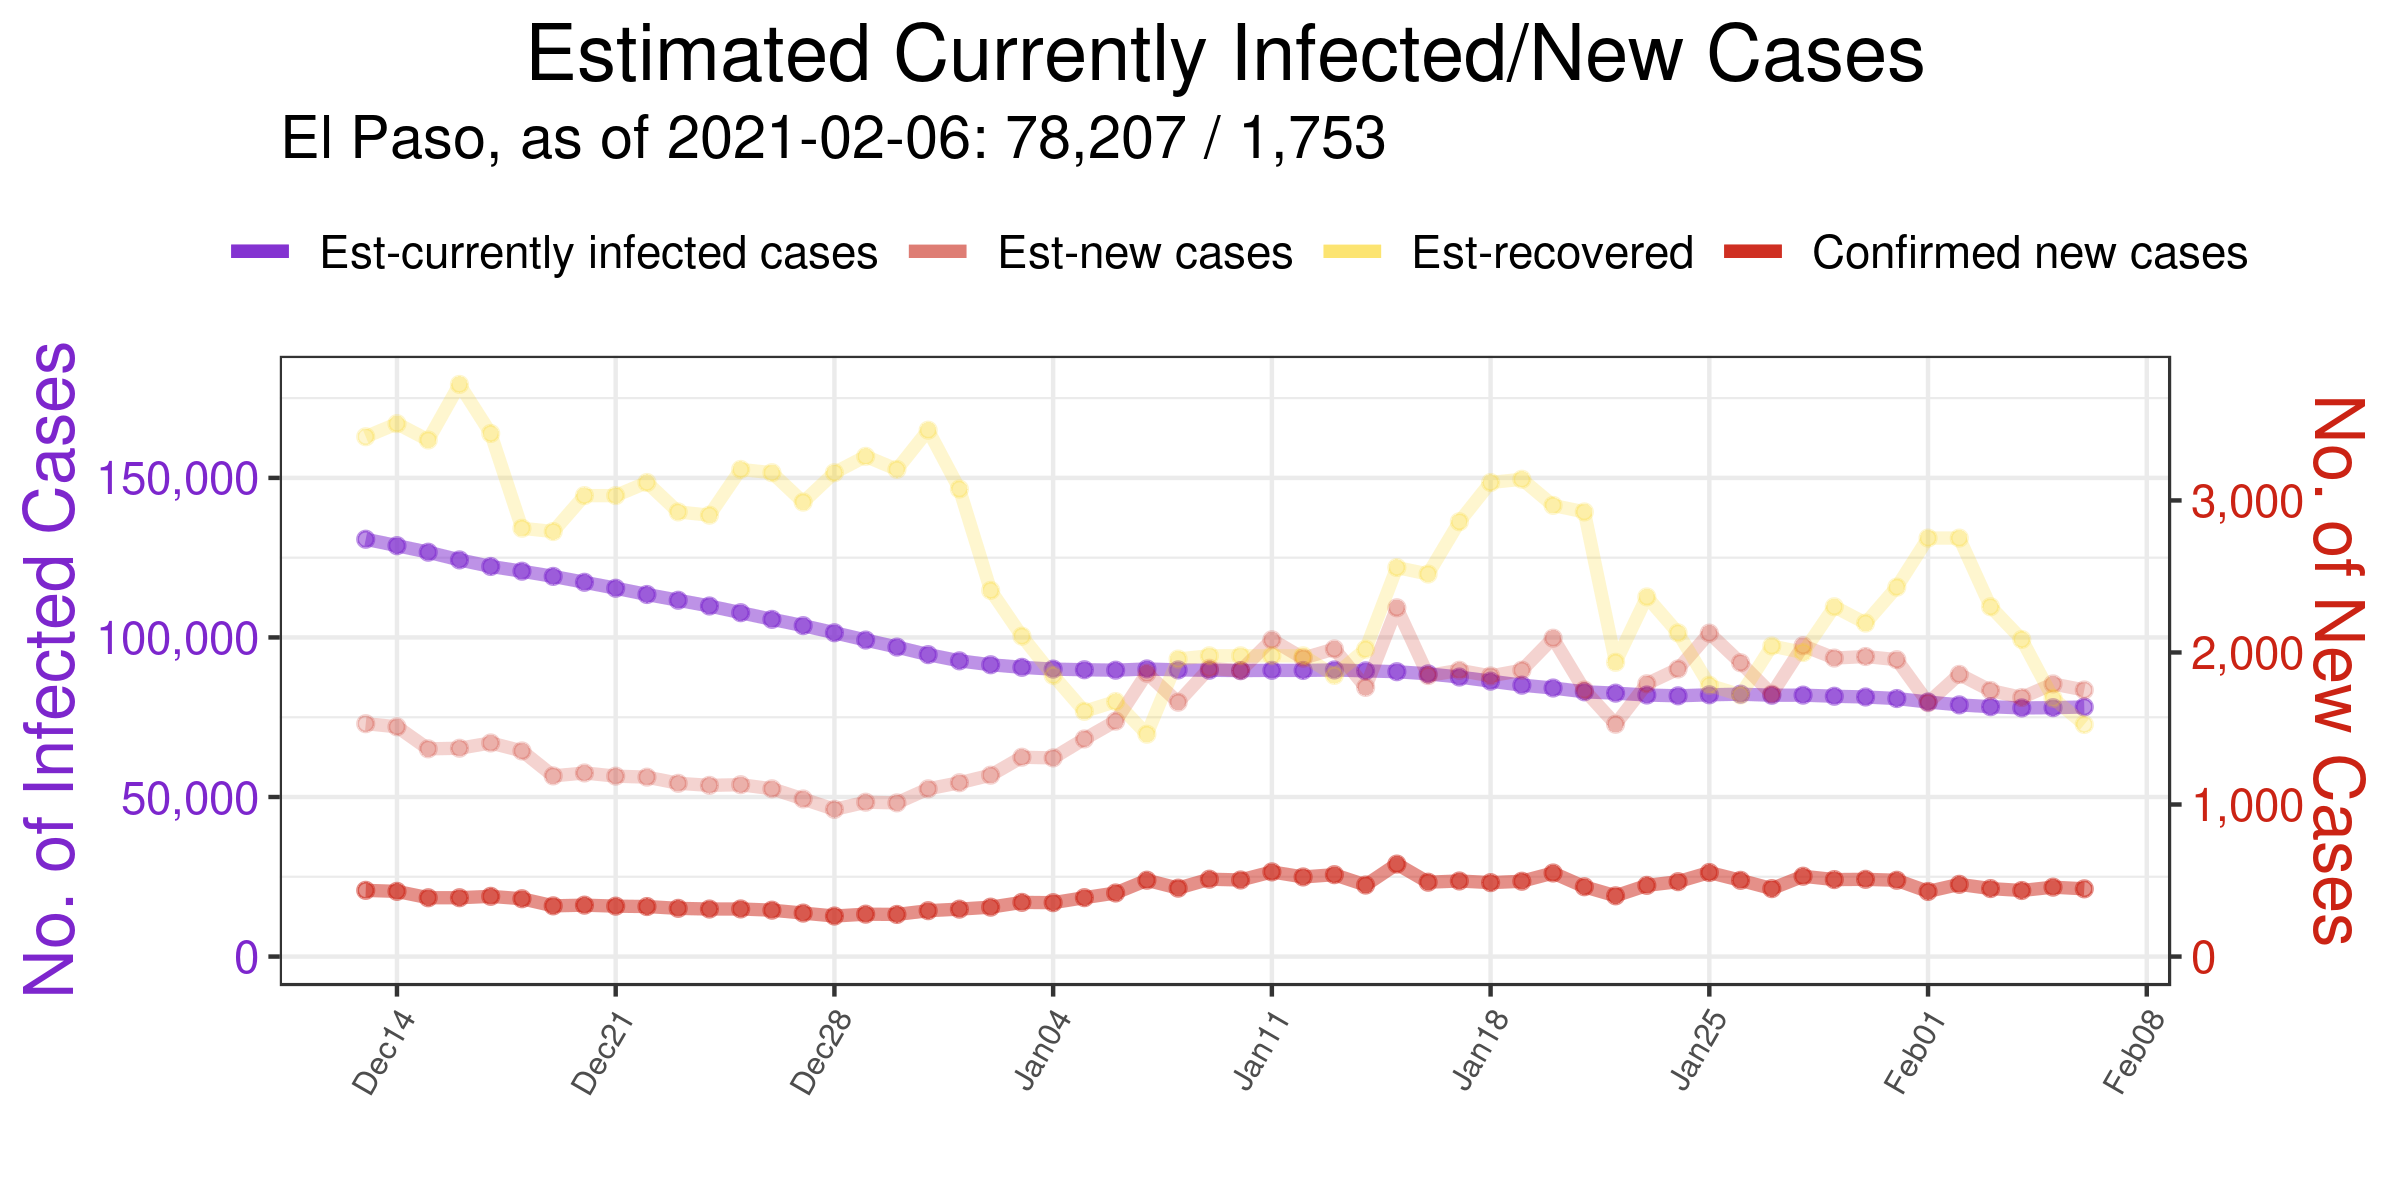 Estimated Currently Infected/New Cases
El Paso, as of 2021-02-06: 78,207 / 1,753
Est-currently infected cases Est-new cases Est-recovered Confirmed new cases
No. of Infected Cases
150,000
100,000
50,000
0
3,000
2,000
1,000
0
No. of New Cases
Dec14 Dec21 Dec28 Jan04 Jan11 Jan18 Jan25 Feb01 Feb08